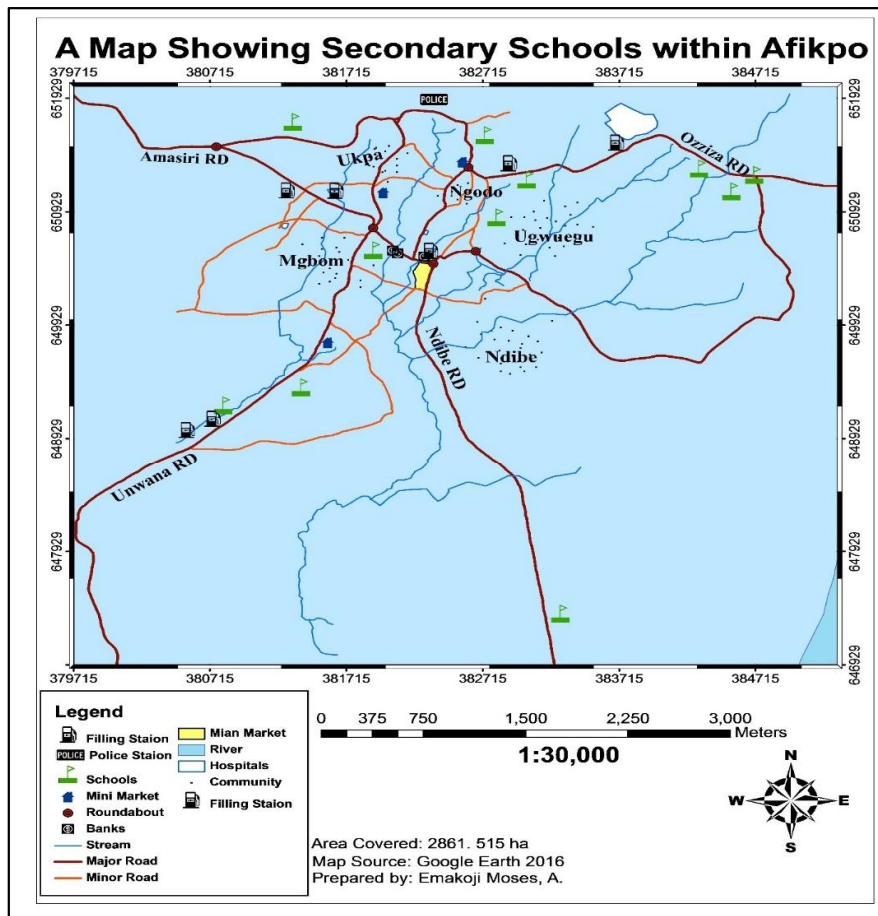 A Map Showing Secondary Schools within Afikpo
379715 380715 381715 382715 383715 384715
651929 651929
POLICE
Amasiri RD
Ukpa
Ozziza RD
Ngodo
650929 650929
Ugwuegu
Mgbom
649929 649929
Ndibe RD
Ndibe
648929 648929
Unwana RD
647929 647929
646929 646929
379715 380715 381715 382715 383715 384715
Legend
Filling Staion
POLICE Police Staion
Schools
Mini Market
Roundabout
Banks
Stream
Major Road
Minor Road
Mian Market
River
Hospitals
Community
Filling Staion
0 375 750 1,500 2,250 3,000
Meters
1:30,000
N
W E
S
Area Covered: 2861. 515 ha
Map Source: Google Earth 2016
Prepared by: Emakoji Moses, A.